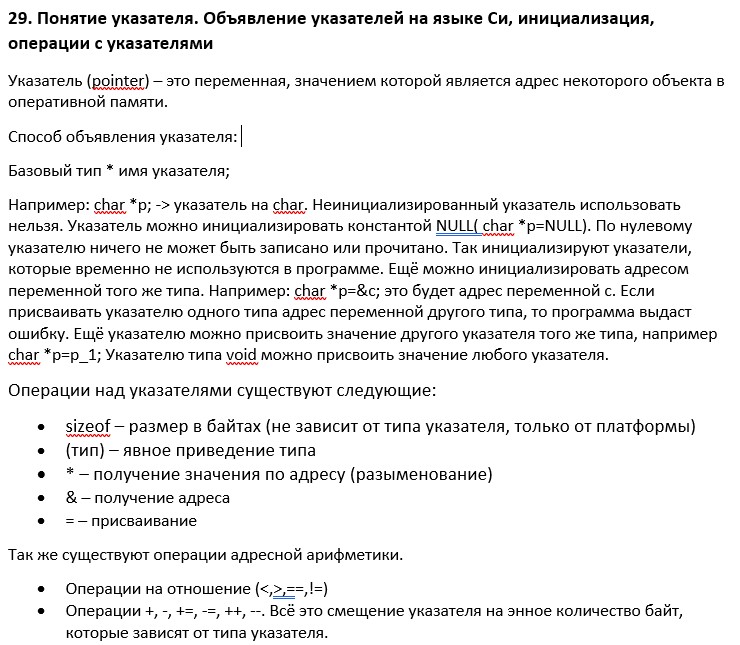 29. Понятие указателя. Объявление указателей на языке Си, инициализация,
операции с указателями
Указатель (pointer) – это переменная, значением которой является адрес некоторого объекта в
оперативной памяти.
Способ объявления указателя:
Базовый тип * имя указателя;
Например: char *p; -> указатель на char. Неинициализированный указатель использовать
нельзя. Указатель можно инициализировать константой NULL( char *p=NULL). По нулевому
указателю ничего не может быть записано или прочитано. Так инициализируют указатели,
которые временно не используются в программе. Ещё можно инициализировать адресом
переменной того же типа. Например: char *p=&c; это будет адрес переменной c. Если
присваивать указателю одного типа адрес переменной другого типа, то программа выдаст
ошибку. Ещё указателю можно присвоить значение другого указателя того же типа, например
char *p=p_1; Указателю типа void можно присвоить значение любого указателя.
Операции над указателями существуют следующие:
• sizeof – размер в байтах (не зависит от типа указателя, только от платформы)
• (тип) – явное приведение типа
• * – получение значения по адресу (разыменование)
• & – получение адреса
• = – присваивание
Так же существуют операции адресной арифметики.
• Операции на отношение (<,>,==,!=)
• Операции +, -, +=, -=, ++, --. Всё это смещение указателя на энное количество байт,
которые зависят от типа указателя.